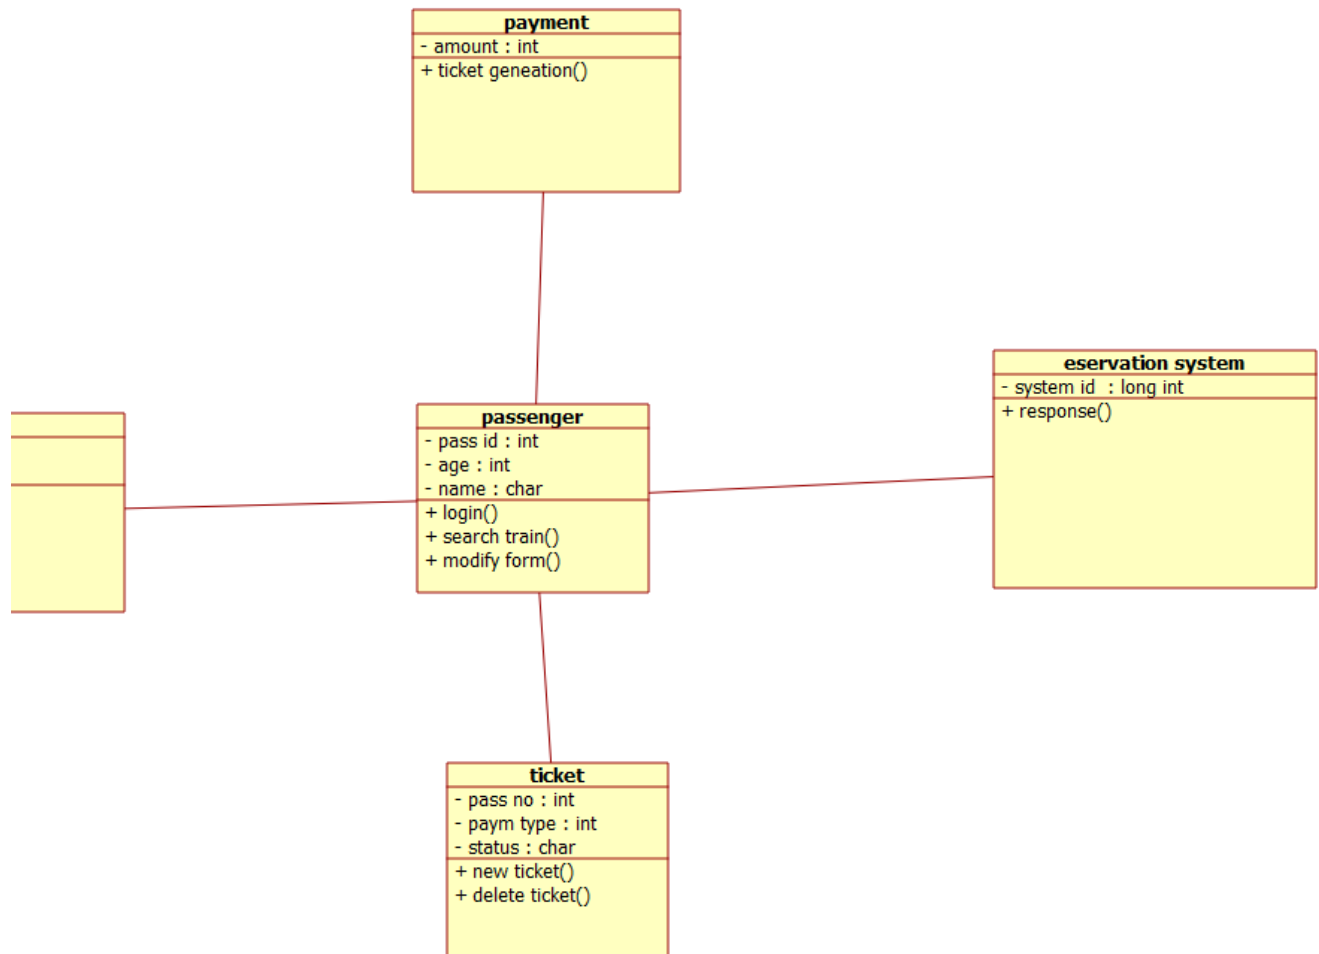 payment
- amount : int
+ ticket geneation()
eservation system
- system id  : long int
+ response()
passenger
- pass id : int
- age : int
- name : char
+ login()
+ search train()
+ modify form()
ticket
- pass no : int
- paym type : int
- status : char
+ new ticket()
+ delete ticket()